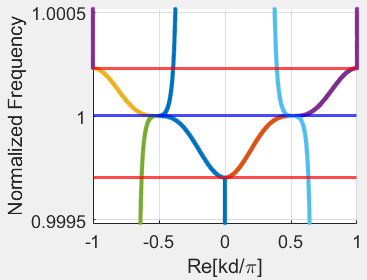 1.0005
Normalized Frequency
1
0.9995
-1 -0.5 0 0.5 1
Re[kd/π]